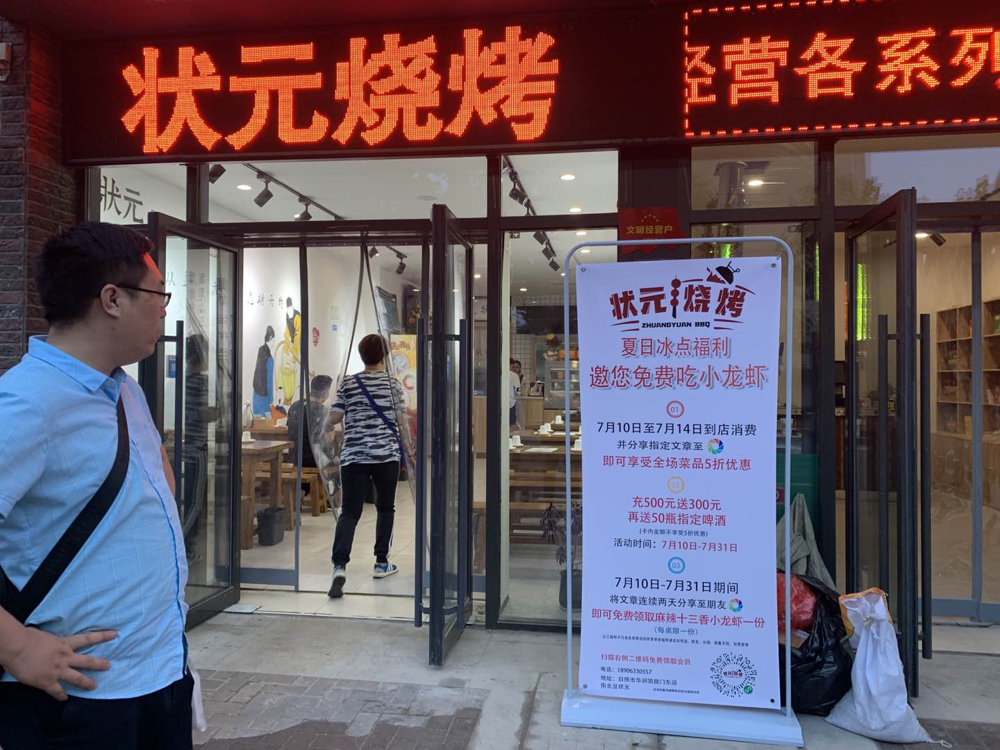 状元烧烤
经营各系列
状元
文明经营户
状元烧烤
ZHUANGYUAN BBQ
夏日冰点福利
邀您免费吃小龙虾
01
7月10日至7月14日到店消费
并分享指定文章至
即可享受全场菜品5折优惠
02
充500元送300元
再送50瓶指定啤酒
(卡内金额不享受5折优惠)
活动时间：7月10日-7月31日
03
7月10日-7月31日期间
将文章连续两天分享至朋友
即可免费领取麻辣十三香小龙虾一份
(每桌限一份)
扫描右侧二维码免费领取会员
电话：18906330557
地址：日照市华润凯旋门东沿
街北豆状元